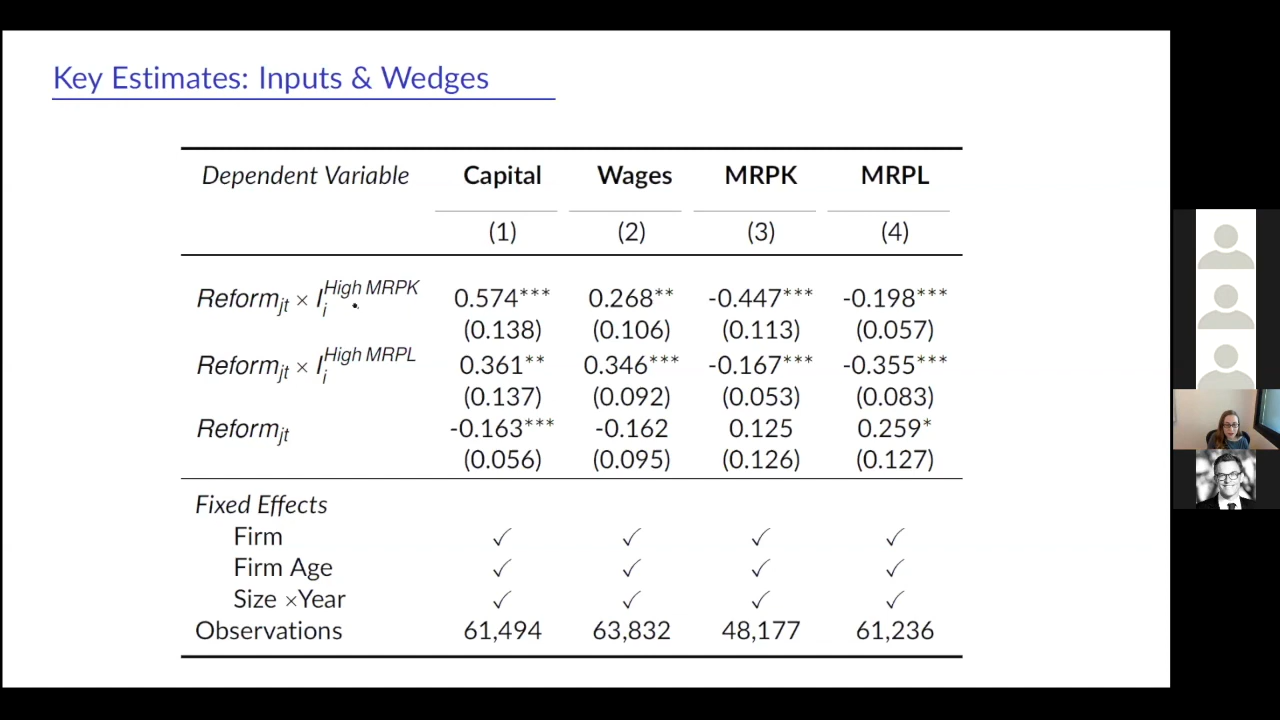 Key Estimates: Inputs & Wedges
Dependent Variable Capital Wages MRPK MRPL
(1) (2) (3) (4)
Reform_jt × I_i^High MRPK 0.574*** 0.268** -0.447*** -0.198***
(0.138) (0.106) (0.113) (0.057)
Reform_jt × I_i^High MRPL 0.361** 0.346*** -0.167*** -0.355***
(0.137) (0.092) (0.053) (0.083)
Reform_jt -0.163*** -0.162 0.125 0.259*
(0.056) (0.095) (0.126) (0.127)
Fixed Effects
Firm ✓ ✓ ✓ ✓
Firm Age ✓ ✓ ✓ ✓
Size ×Year ✓ ✓ ✓ ✓
Observations 61,494 63,832 48,177 61,236